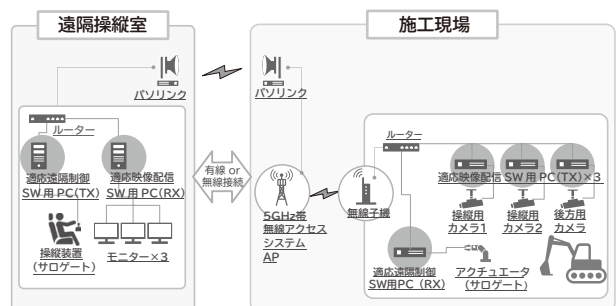 遠隔操縦室
施工現場
パソリンク
パソリンク
ルーター
適応遠隔制御
SW用PC(TX)
適応映像配信
SW用PC(RX)
操縦装置
(サロゲート)
モニター×3
有線 or
無線接続
5GHz帯
無線アクセス
システム
AP
無線子機
ルーター
適応映像配信 SW用PC(TX)×3
操縦用
カメラ1
操縦用
カメラ2
後方用
カメラ
適応遠隔制御
SW用PC (RX)
アクチュエータ
(サロゲート)